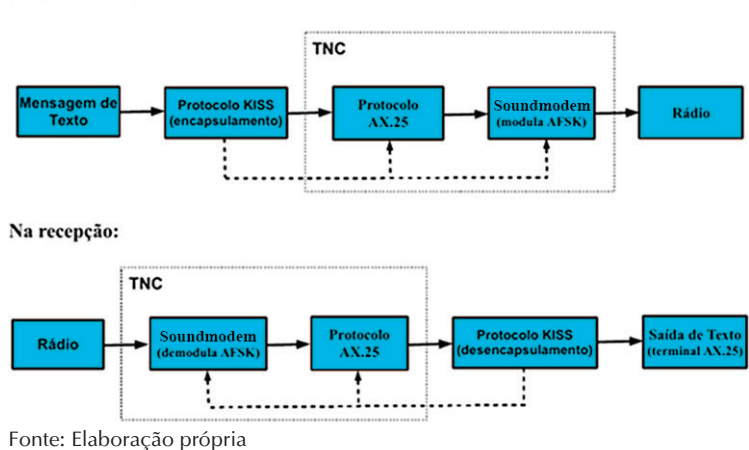 TNC
Mensagem de
Texto
Protocolo KISS
(encapsulamento)
Protocolo
AX.25
Soundmodem
(modula AFSK)
Rádio
Na recepção:
TNC
Rádio
Soundmodem
(demodula AFSK)
Protocolo
AX.25
Protocolo KISS
(desencapsulamento)
Saída de Texto
(terminal AX.25)
Fonte: Elaboração própria